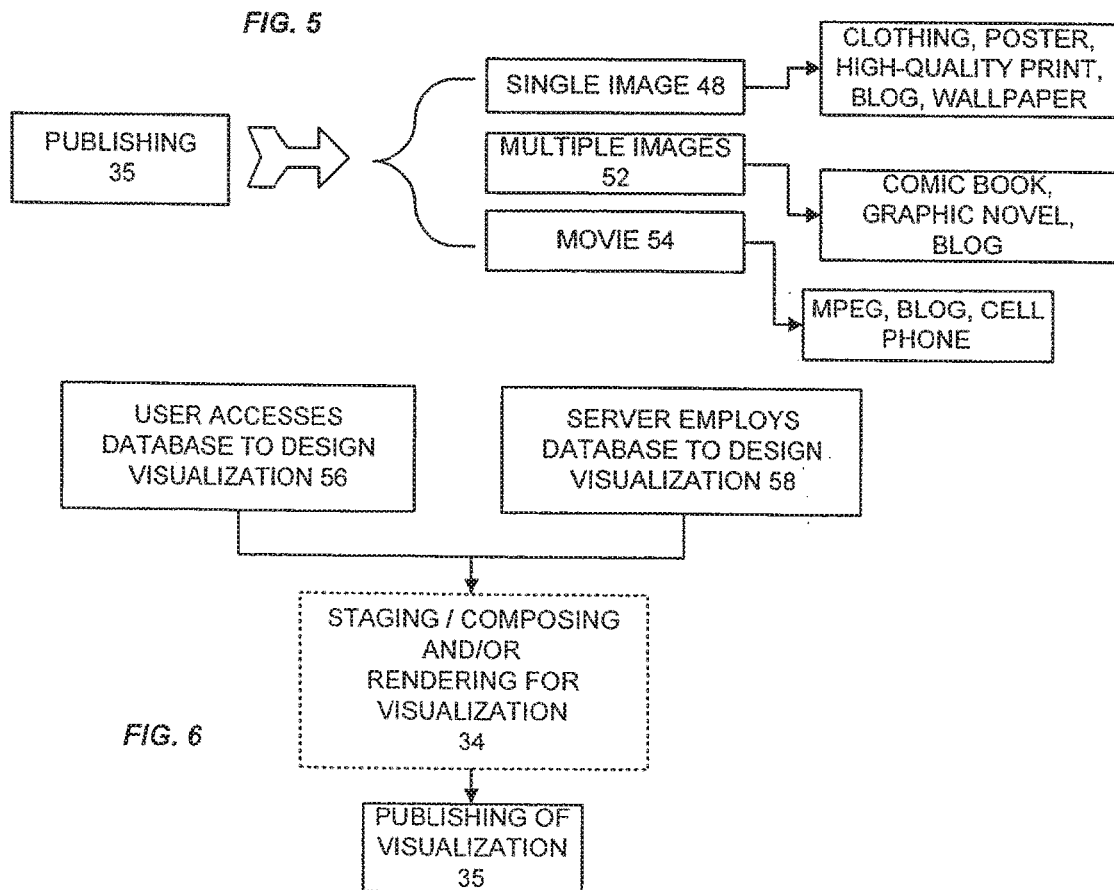 FIG. 5
PUBLISHING
35
SINGLE IMAGE 48
MULTIPLE IMAGES
52
MOVIE 54
CLOTHING, POSTER,
HIGH-QUALITY PRINT,
BLOG, WALLPAPER
COMIC BOOK,
GRAPHIC NOVEL,
BLOG
MPEG, BLOG, CELL
PHONE
USER ACCESSES
DATABASE TO DESIGN
VISUALIZATION 56
SERVER EMPLOYS
DATABASE TO DESIGN
VISUALIZATION 58
STAGING / COMPOSING
AND/OR
RENDERING FOR
VISUALIZATION
34
FIG. 6
PUBLISHING OF
VISUALIZATION
35